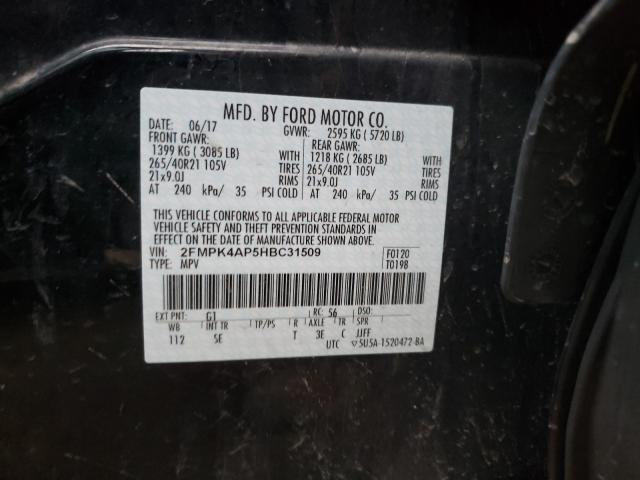 MFD. BY FORD MOTOR CO.
DATE: 06/17 GVWR: 2595 KG ( 5720 LB)
FRONT GAWR: REAR GAWR:
1399 KG ( 3085 LB) WITH 1218 KG ( 2685 LB) WITH
265/40R21 105V TIRES 265/40R21 105V TIRES
21x9.0J RIMS 21x9.0J RIMS
AT 240 kPa/ 35 PSI COLD AT 240 kPa/ 35 PSI COLD
THIS VEHICLE CONFORMS TO ALL APPLICABLE FEDERAL MOTOR
VEHICLE SAFETY AND THEFT PREVENTION STANDARDS IN
EFFECT ON THE DATE OF MANUFACTURE SHOWN ABOVE.
VIN: 2FMPK4AP5HBC31509 F0120
TYPE: MPV T0198
EXT PNT: G1 RC: 56 DSO:
WB INT TR TP/PS R AXLE TR SPR
112 SE T 3E C JJFF
UTC ▽5U5A-1520472-BA